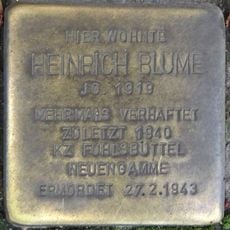 HIER WOHNTE
HEINRICH BLUME
JG. 1919
MEHRMALS VERHAFTET
ZULETZT 1940
KZ FUHLSBÜTTEL
NEUENGAMME
ERMORDET 27.2.1943